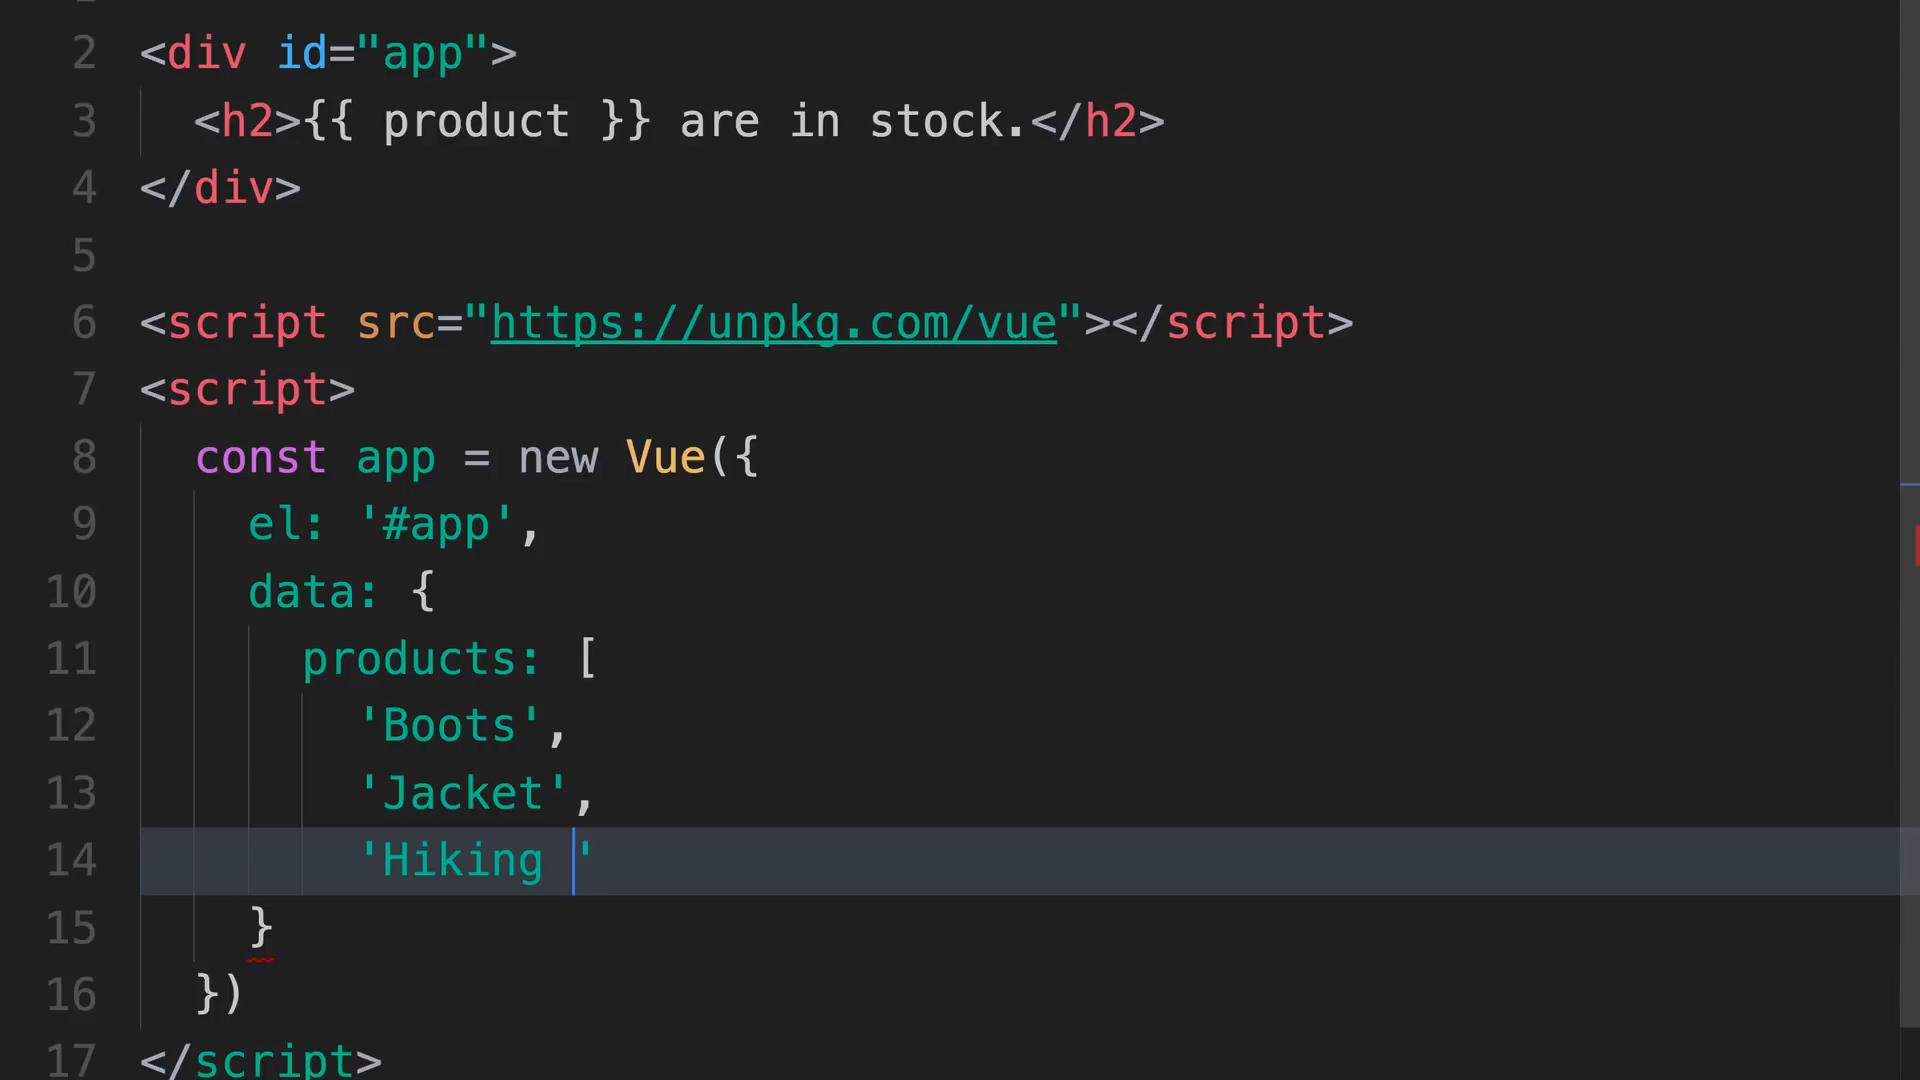 2 <div id="app">
3 <h2>{{ product }} are in stock.</h2>
4 </div>
5
6 <script src="https://unpkg.com/vue"></script>
7 <script>
8 const app = new Vue({
9 el: '#app',
10 data: {
11 products: [
12 'Boots',
13 'Jacket',
14 'Hiking '
15 }
16 })
17 </script>